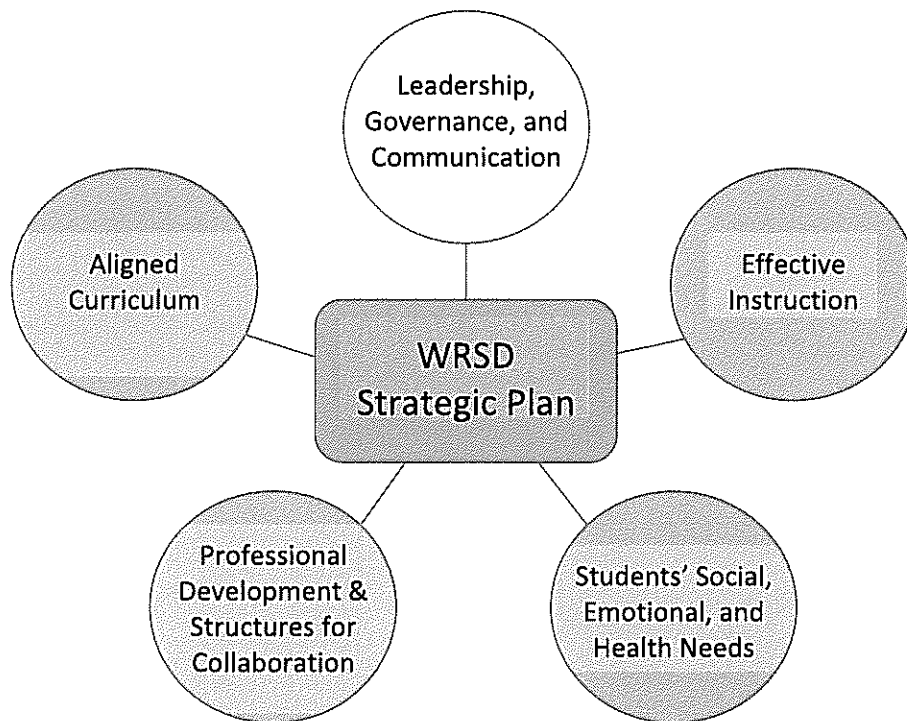 Leadership,
Governance, and
Communication
Aligned
Curriculum
Effective
Instruction
WRSD
Strategic Plan
Professional
Development &
Structures for
Collaboration
Students’ Social,
Emotional, and
Health Needs